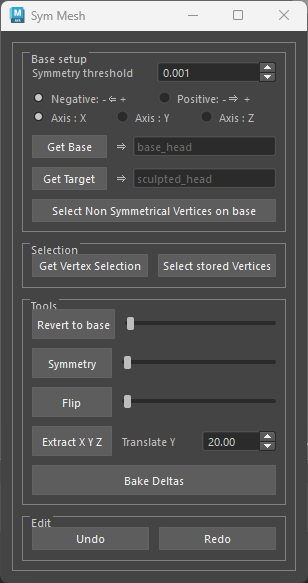 Sym Mesh
Base setup
Symmetry threshold 0.001
Negative: - ⇐ + Positive: - ⇒ +
Axis : X Axis : Y Axis : Z
Get Base ⇒ base_head
Get Target ⇒ sculpted_head
Select Non Symmetrical Vertices on base
Selection
Get Vertex Selection Select stored Vertices
Tools
Revert to base
Symmetry
Flip
Extract X Y Z Translate Y 20.00
Bake Deltas
Edit
Undo Redo